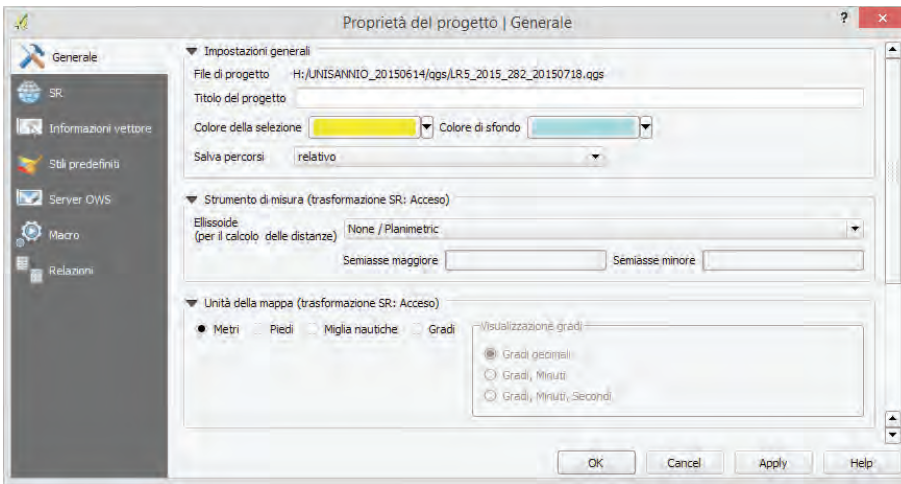 Proprietà del progetto | Generale
?
Generale
SR
Informazioni vettore
Stili predefiniti
Server OWS
Macro
Relazioni
Impostazioni generali
File di progetto H:/UNISANNIO_20150614/qgs/LR5_2015_282_20150718.qgs
Titolo del progetto
Colore della selezione Colore di sfondo
Salva percorsi relativo
Strumento di misura (trasformazione SR: Acceso)
Ellissoide
(per il calcolo delle distanze) None / Planimetric
Semiasse maggiore Semiasse minore
Unità della mappa (trasformazione SR: Acceso)
Metri Piedi Miglia nautiche Gradi
Visualizzazione gradi
Gradi decimali
Gradi, Minuti
Gradi, Minuti, Secondi
OK Cancel Apply Help